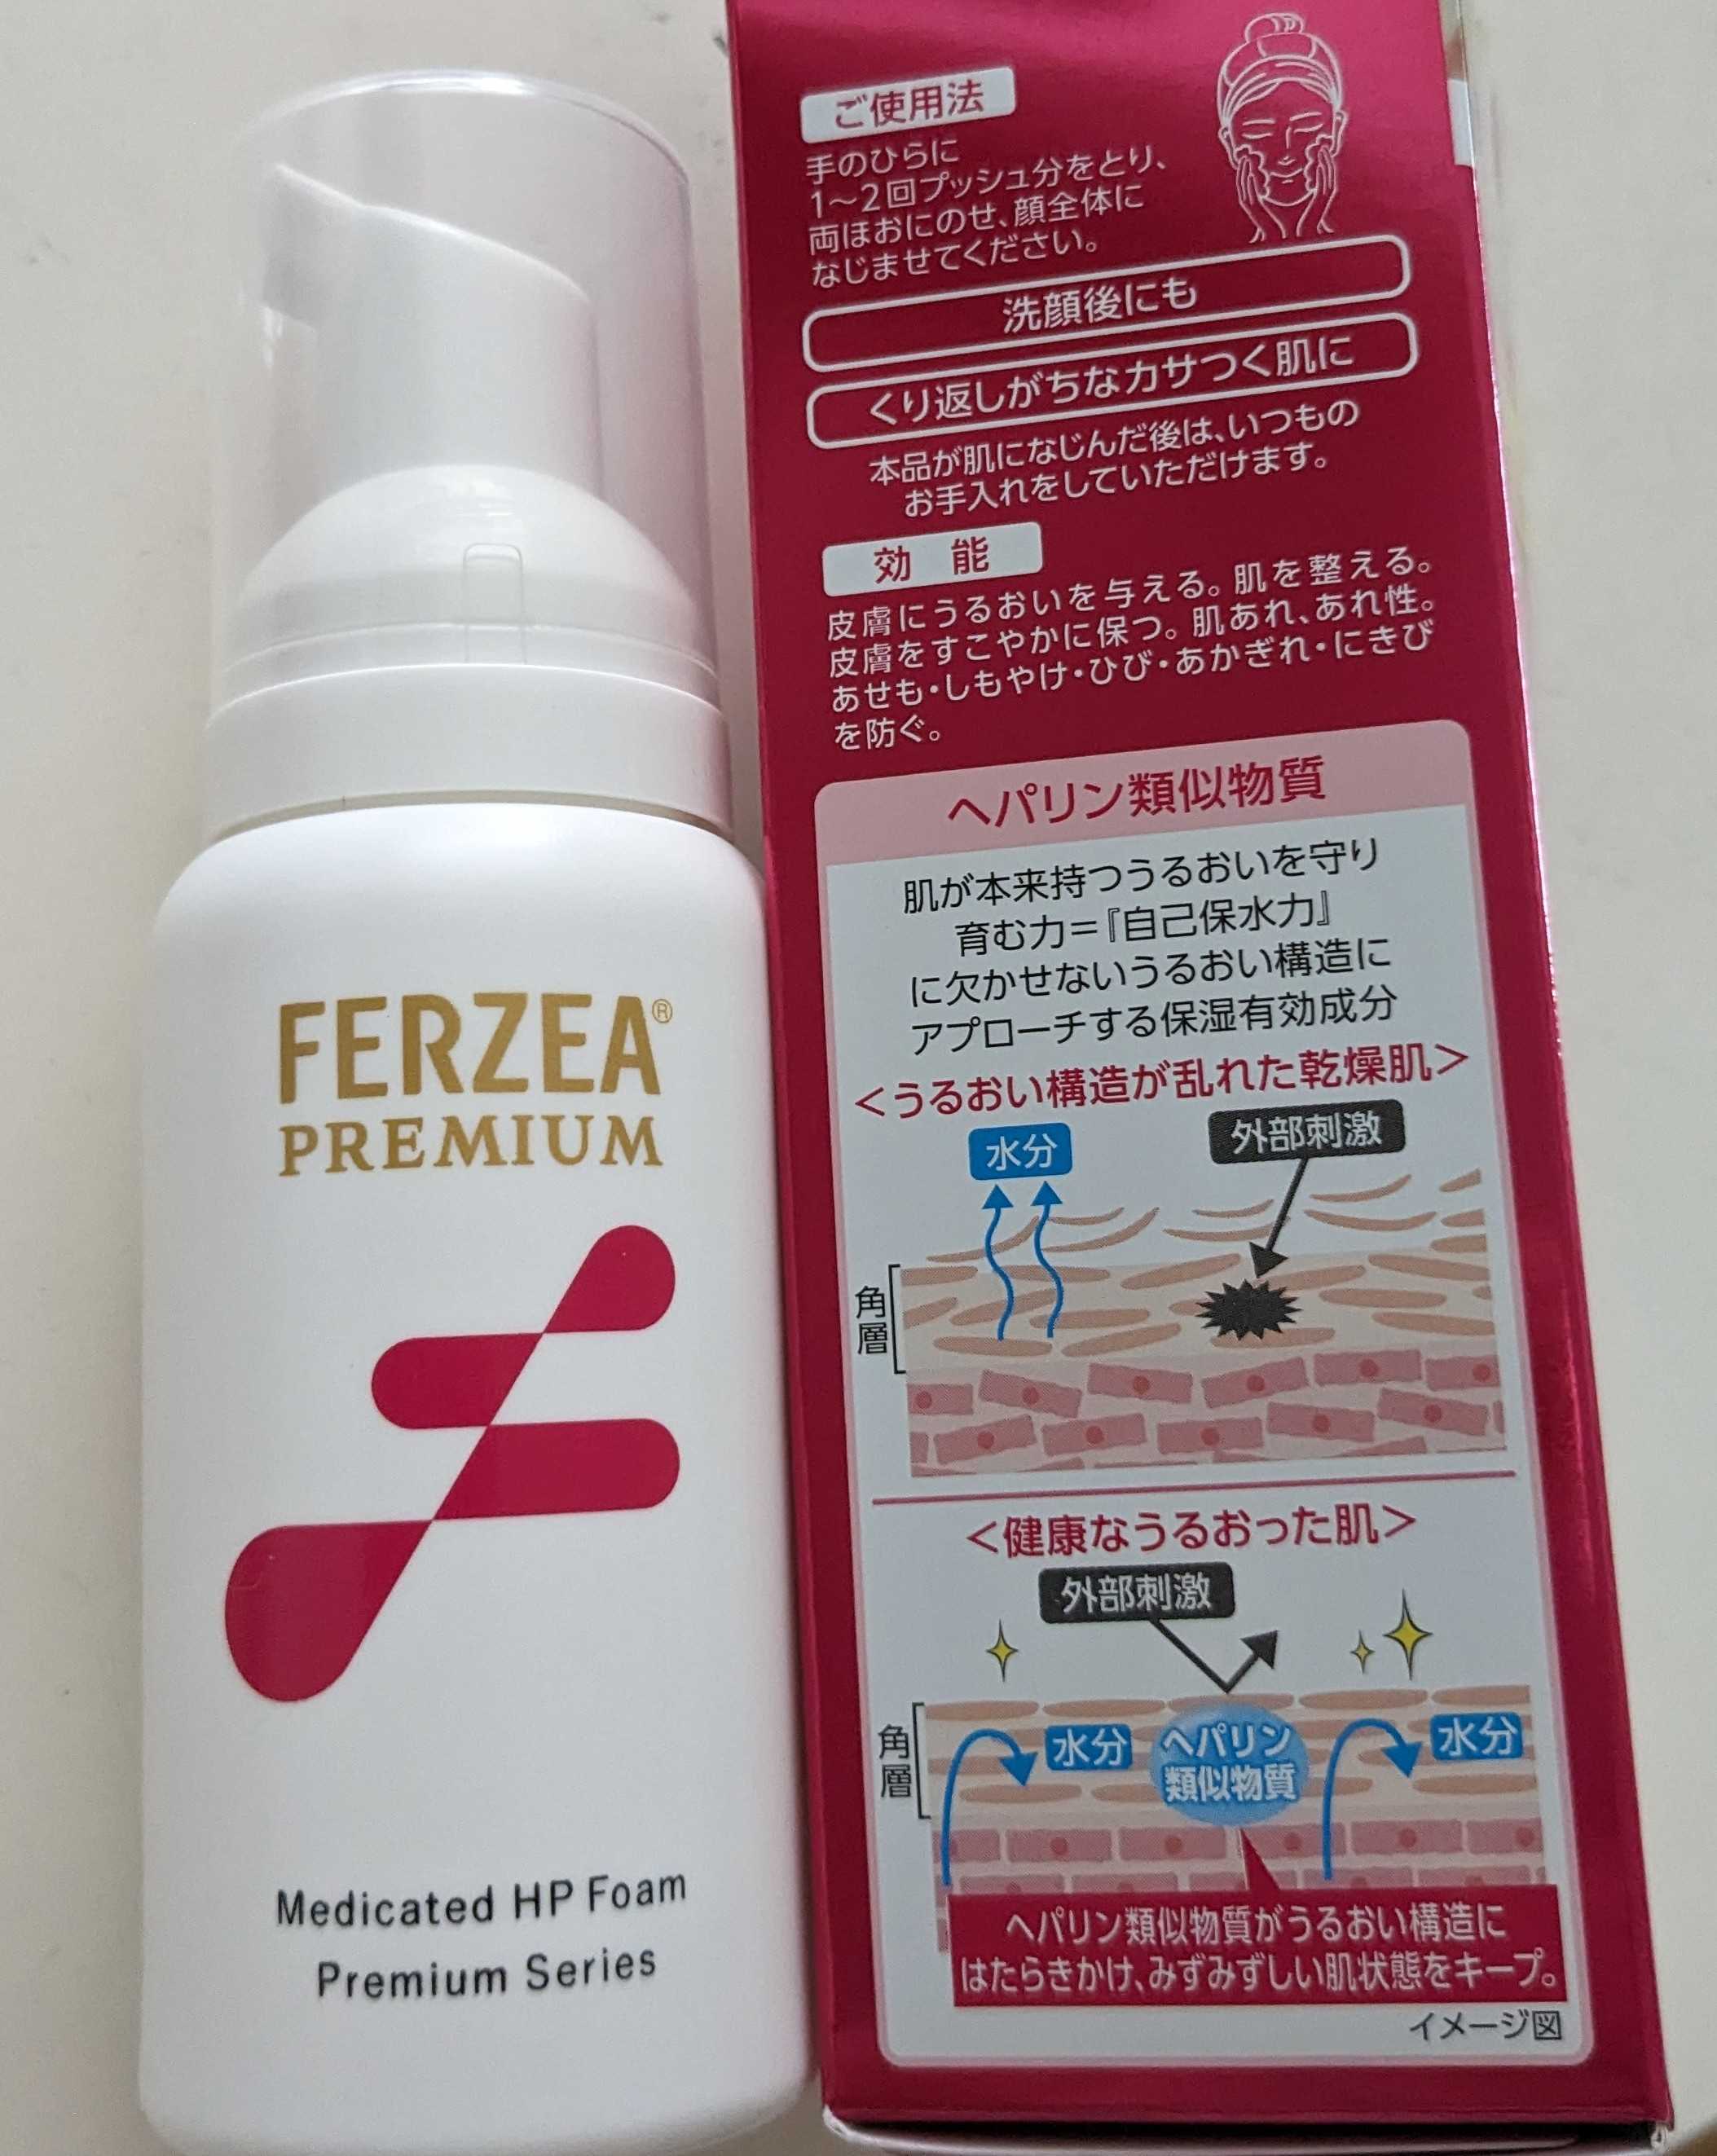 FERZEA®
PREMIUM
Medicated HP Foam
Premium Series
ご使用法
手のひらに
1～2回プッシュ分をとり、
両ほおにのせ、顔全体に
なじませてください。
洗顔後にも
くり返しがちなカサつく肌に
本品が肌になじんだ後は、いつもの
お手入れをしていただけます。
効 能
皮膚にうるおいを与える。肌を整える。
皮膚をすこやかに保つ。肌あれ、あれ性。
あせも・しもやけ・ひび・あかぎれ・にきび
を防ぐ。
ヘパリン類似物質
肌が本来持つうるおいを守り
育む力＝『自己保水力』
に欠かせないうるおい構造に
アプローチする保湿有効成分
＜うるおい構造が乱れた乾燥肌＞
水分
外部刺激
角層
＜健康なうるおった肌＞
外部刺激
角層
水分
ヘパリン
類似物質
水分
ヘパリン類似物質がうるおい構造に
はたらきかけ、みずみずしい肌状態をキープ。
イメージ図